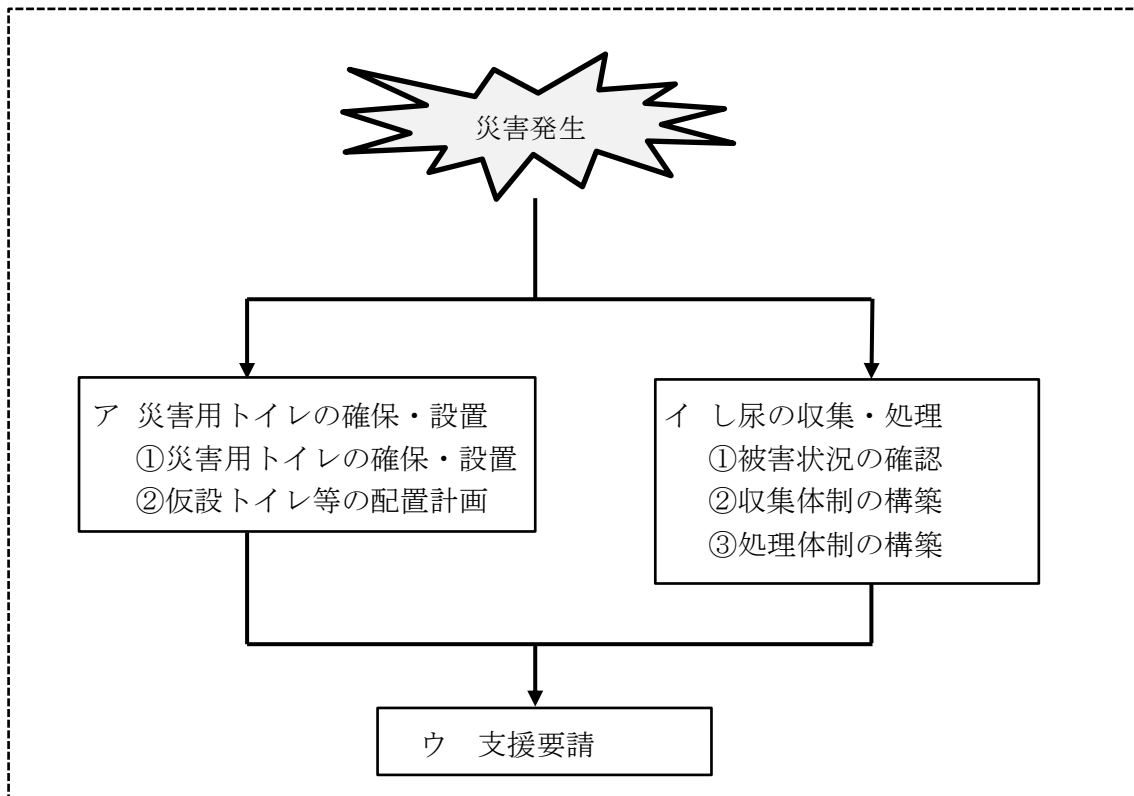 災害発生
ア 災害用トイレの確保・設置
①災害用トイレの確保・設置
②仮設トイレ等の配置計画
イ し尿の収集・処理
①被害状況の確認
②収集体制の構築
③処理体制の構築
ウ 支援要請